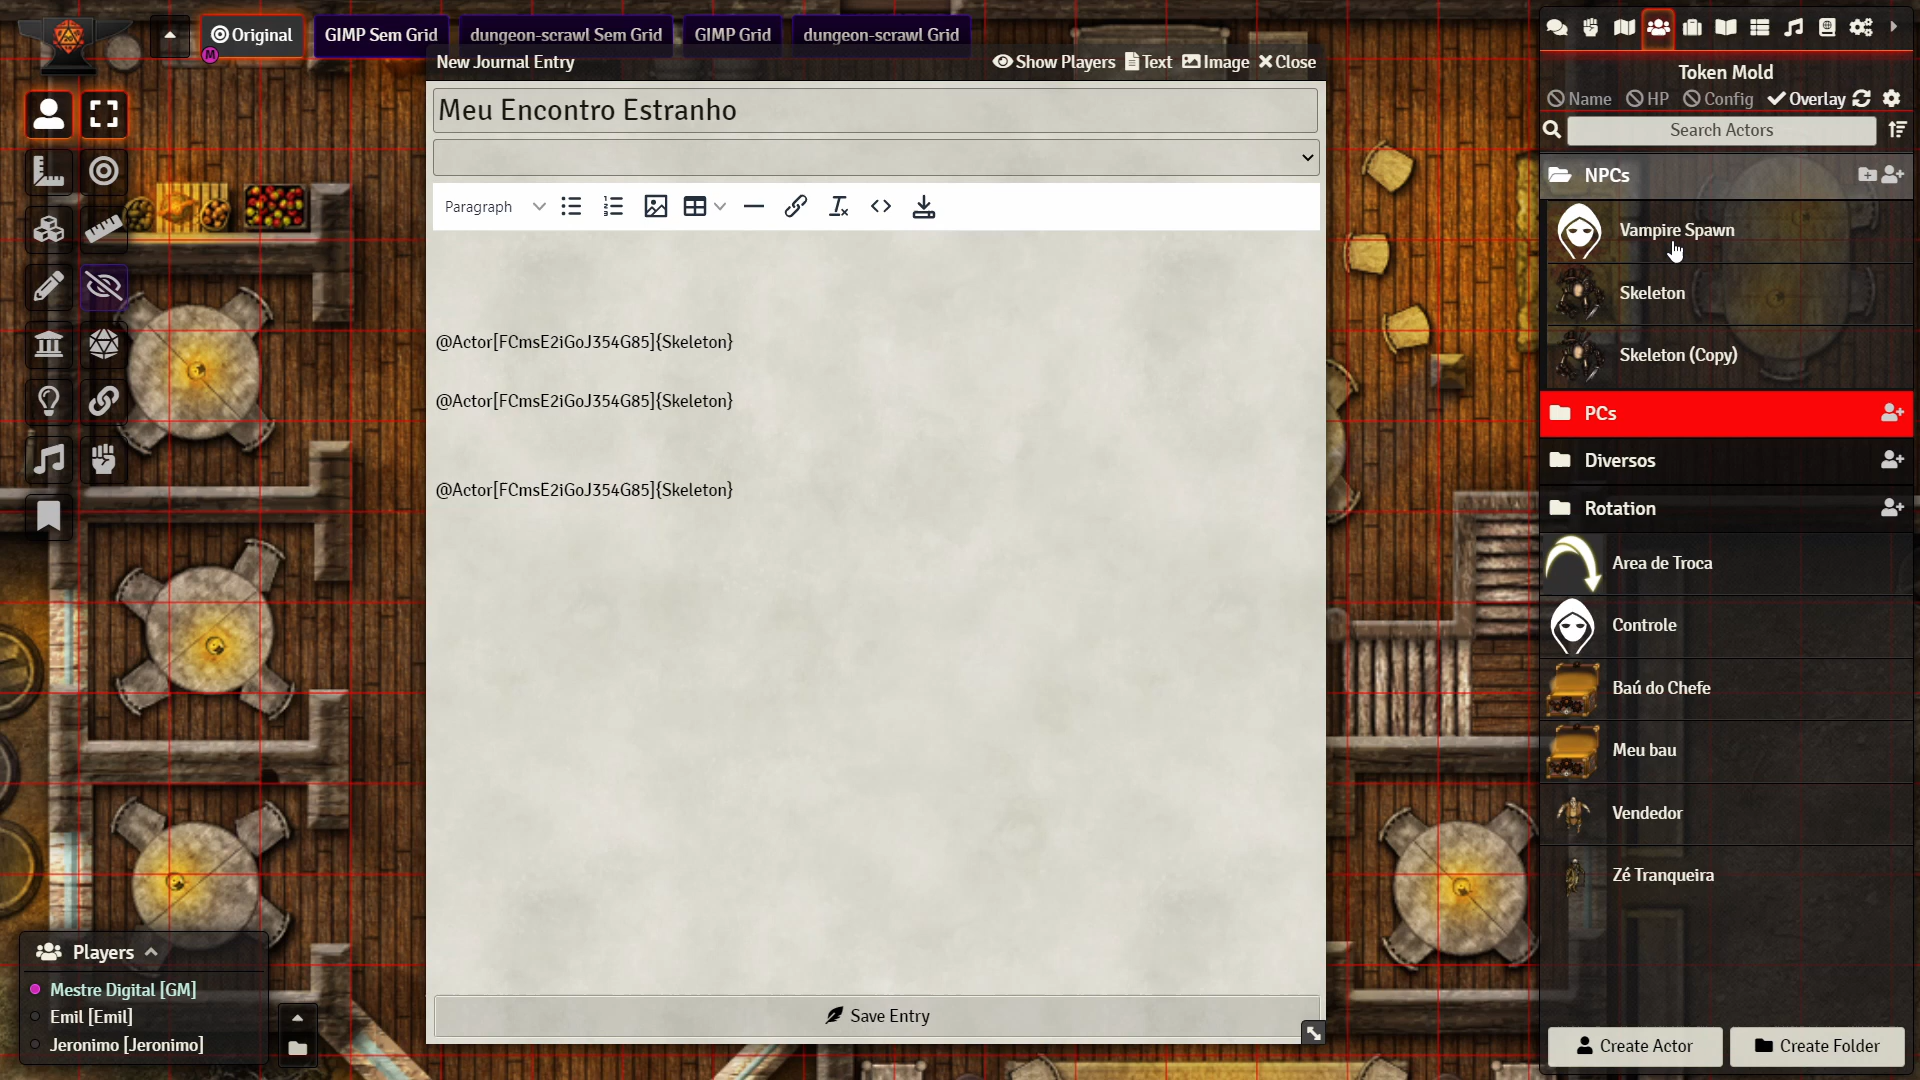 Original
GIMP Sem Grid
dungeon-scrawl Sem Grid
GIMP Grid
dungeon-scrawl Grid
M
New Journal Entry
Show Players
Text
Image
Close
Meu Encontro Estranho
Paragraph
@Actor[FCmsE2iGoJ354G85]{Skeleton}
@Actor[FCmsE2iGoJ354G85]{Skeleton}
@Actor[FCmsE2iGoJ354G85]{Skeleton}
Save Entry
Token Mold
Name
HP
Config
Overlay
Search Actors
NPCs
Vampire Spawn
Skeleton
Skeleton (Copy)
PCs
Diversos
Rotation
Area de Troca
Controle
Baú do Chefe
Meu bau
Vendedor
Zé Tranqueira
Create Actor
Create Folder
Players
Mestre Digital [GM]
Emil [Emil]
Jeronimo [Jeronimo]